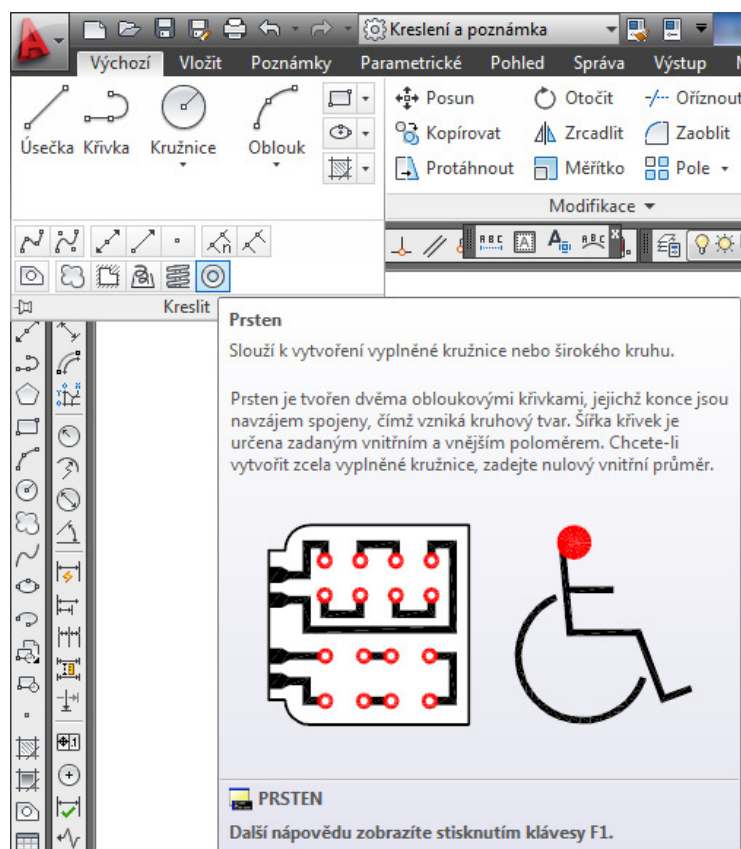 Kreslení a poznámka
Výchozí Vložit Poznámky Parametrické Pohled Správa Výstup
Úsečka Křivka Kružnice Oblouk
Posun Otočit Oříznout
Kopírovat Zrcadlit Zaoblit
Protáhnout Měřítko Pole
Modifikace
Kreslit
Prsten
Slouží k vytvoření vyplněné kružnice nebo širokého kruhu.
Prsten je tvořen dvěma obloukovými křivkami, jejichž konce jsou
navzájem spojeny, čímž vzniká kruhový tvar. Šířka křivek je
určena zadaným vnitřním a vnějším poloměrem. Chcete-li
vytvořit zcela vyplněné kružnice, zadejte nulový vnitřní průměr.
PRSTEN
Další nápovědu zobrazíte stisknutím klávesy F1.